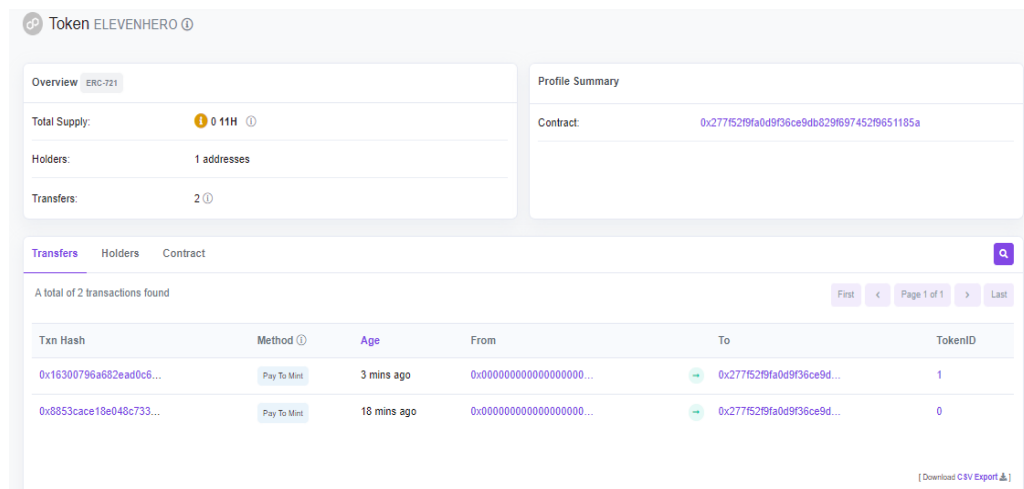 Token ELEVENHERO
Overview ERC-721
Total Supply: 0 11H
Holders: 1 addresses
Transfers: 2
Profile Summary
Contract: 0x277f52f9fa0d9f36ce9db829f697452f9651185a
Transfers Holders Contract
A total of 2 transactions found
First < Page 1 of 1 > Last
Txn Hash Method Age From To TokenID
0x16300796a682ead0c6... Pay To Mint 3 mins ago 0x000000000000000000... → 0x277f52f9fa0d9f36ce9d... 1
0x8853cace18e048c733... Pay To Mint 18 mins ago 0x000000000000000000... → 0x277f52f9fa0d9f36ce9d... 0
[ Download CSV Export ]